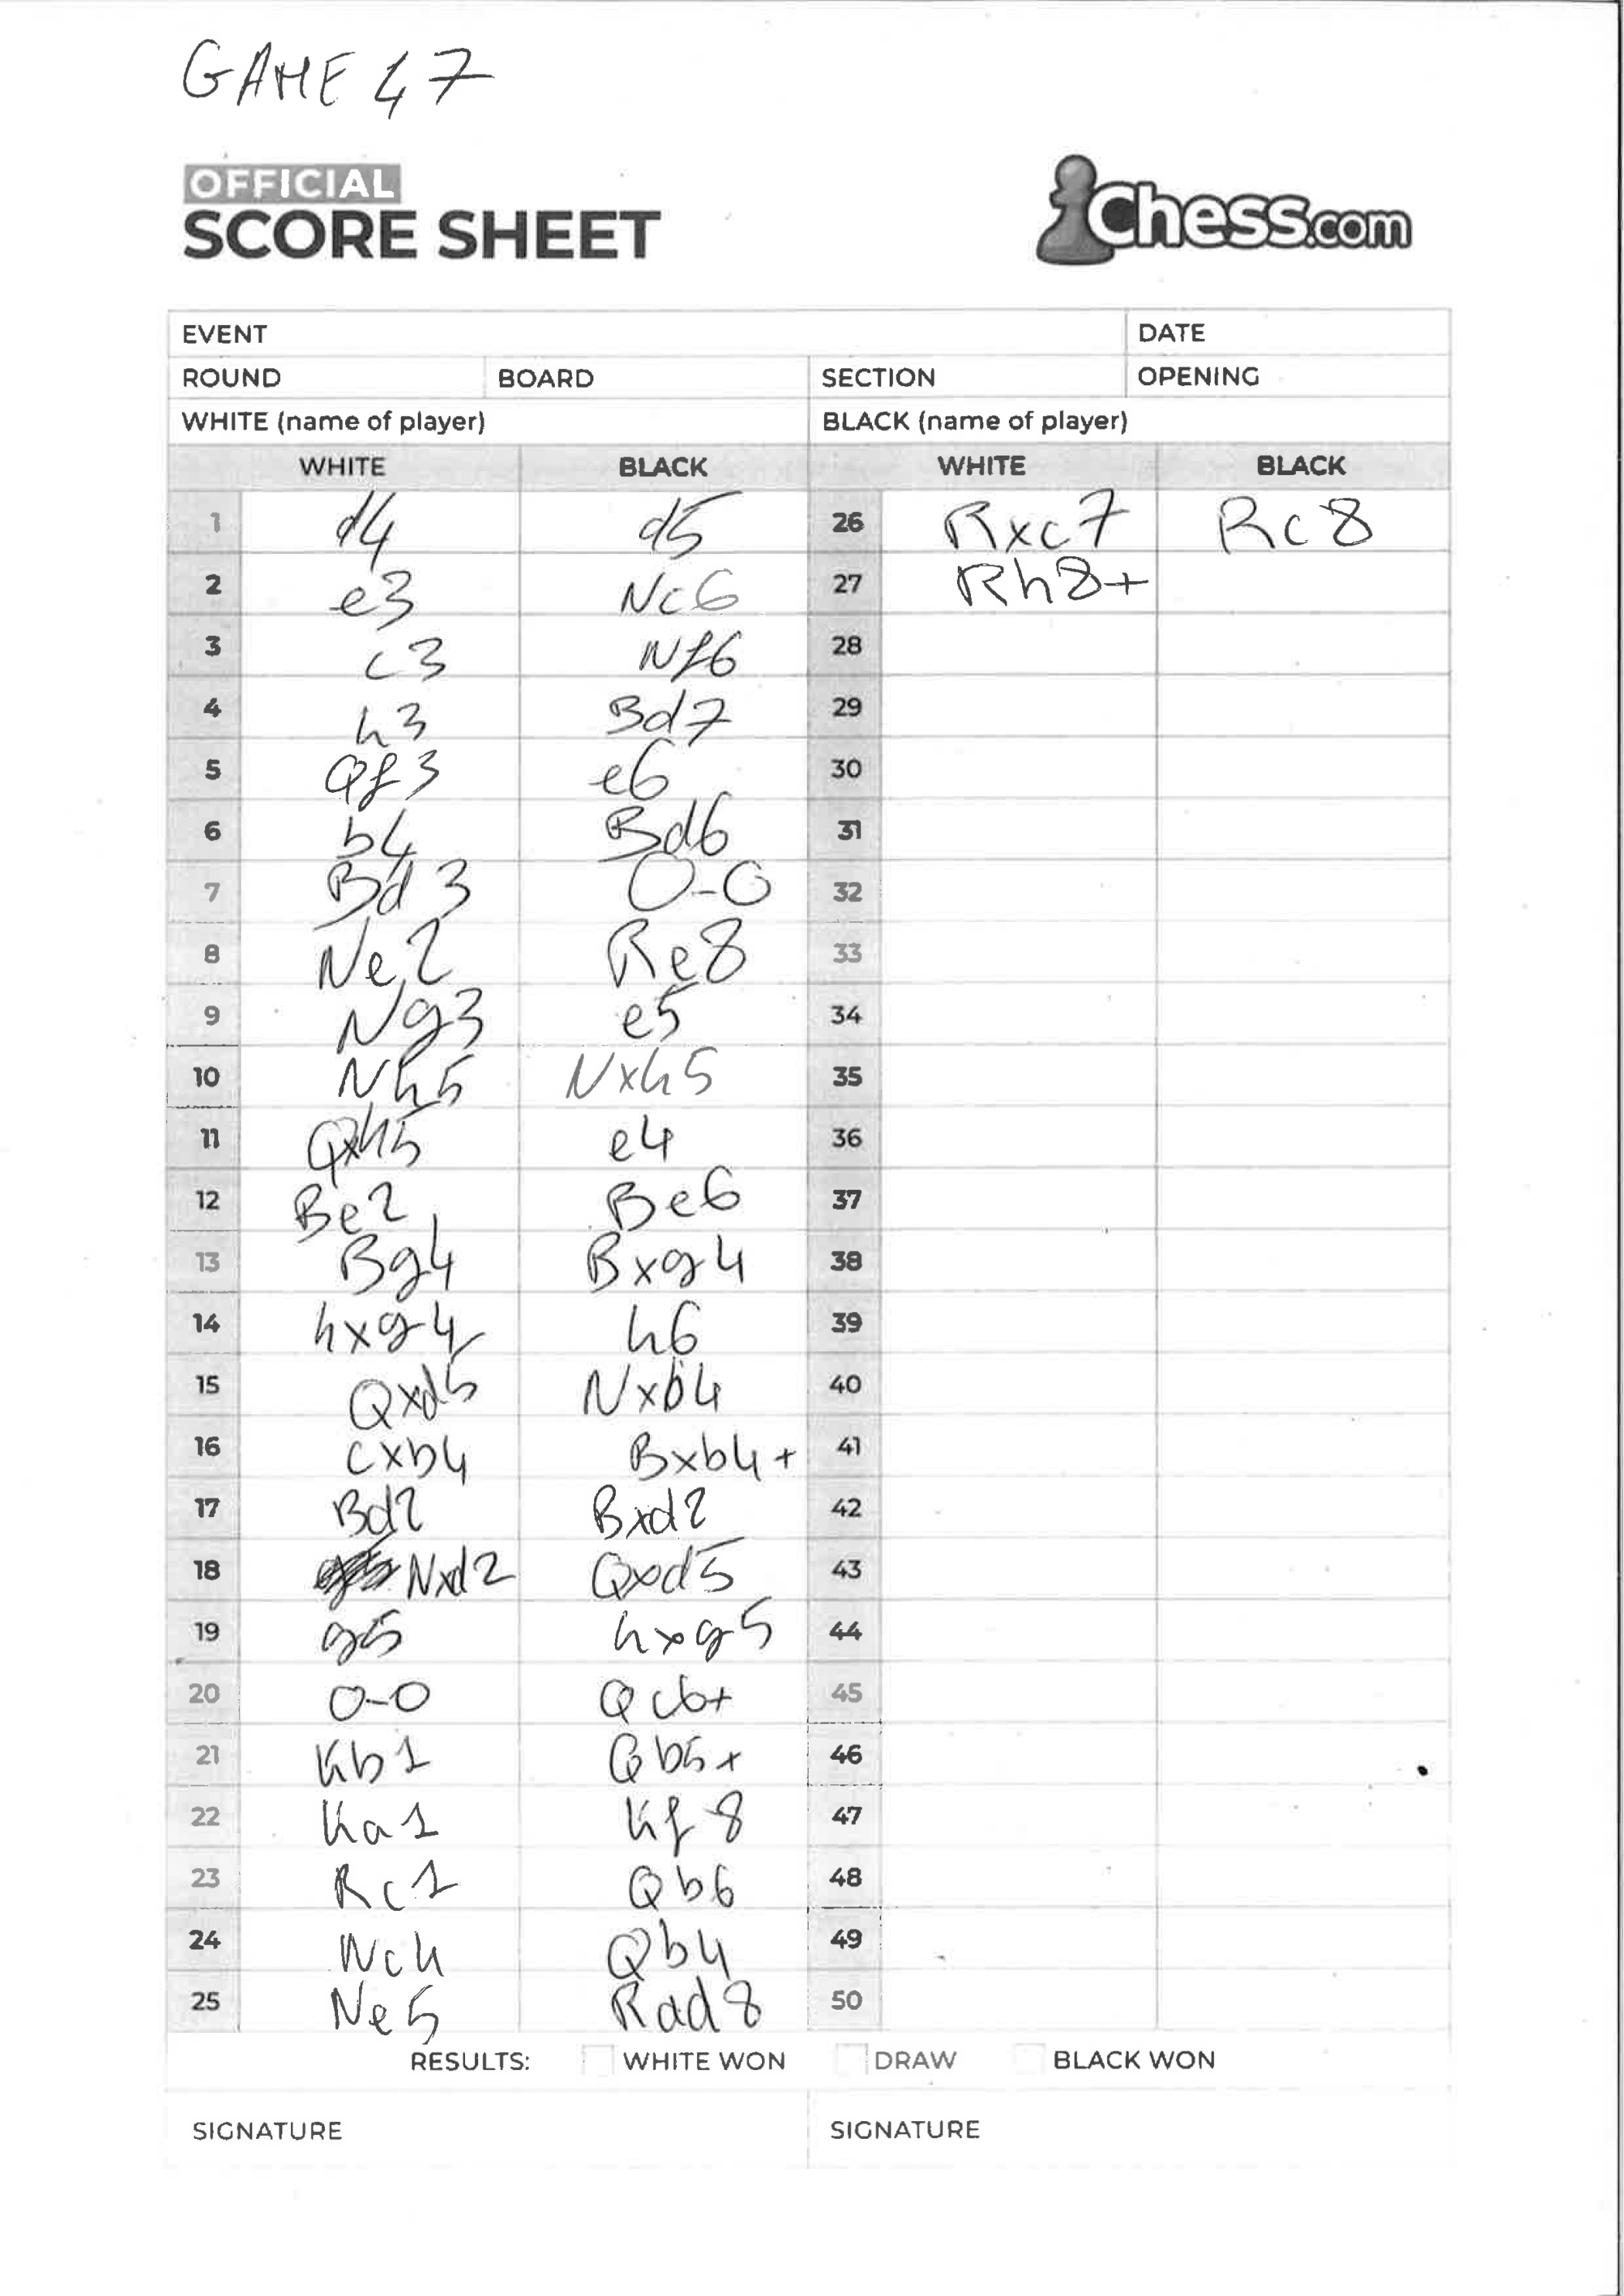 GAME 47
OFFICIAL
SCORE SHEET
Chess.com
EVENT DATE
ROUND BOARD SECTION OPENING
WHITE (name of player) BLACK (name of player)
WHITE BLACK WHITE BLACK
1 d4 d5 26 Rxc7 Rc8
2 e3 Nc6 27 Rh8+
3 c3 Nf6 28
4 h3 Bd7 29
5 Qf3 e6 30
6 b4 Bd6 31
7 Bd3 O-O 32
8 Ne2 Re8 33
9 Ng3 e5 34
10 Nh5 Nxh5 35
11 Qxh5 e4 36
12 Be2 Be6 37
13 Bg4 Bxg4 38
14 hxg4 h6 39
15 Qxd5 Nxb4 40
16 cxb4 Bxb4+ 41
17 Bd2 Bxd2 42
18 Nxd2 Qxd5 43
19 g5 hxg5 44
20 O-O Qc6+ 45
21 Kb1 Qb5+ 46
22 Ka1 Kf8 47
23 Rc1 Qb6 48
24 Nc4 Qb4 49
25 Ne5 Rad8 50
RESULTS: WHITE WON DRAW BLACK WON
SIGNATURE SIGNATURE